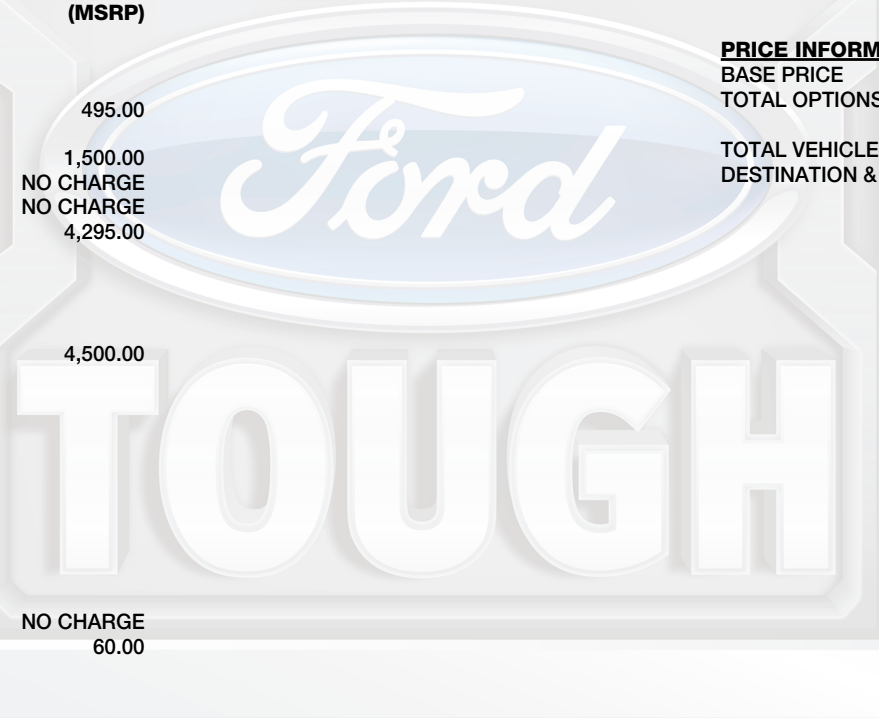 (MSRP)
495.00
1,500.00
NO CHARGE
NO CHARGE
4,295.00
4,500.00
NO CHARGE
60.00
PRICE INFORM
BASE PRICE
TOTAL OPTIONS
TOTAL VEHICLE
DESTINATION &
Ford
TOUGH